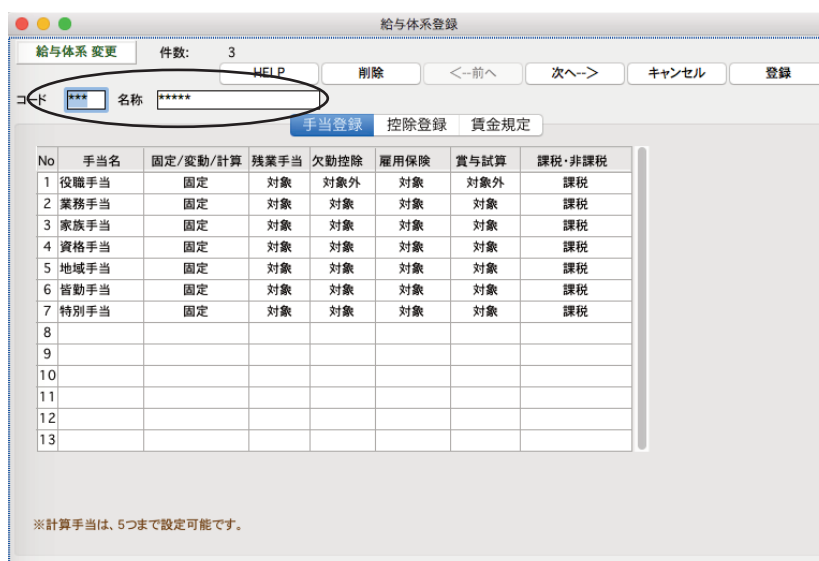 給与体系登録
給与体系 変更 件数: 3
HELP 削除 <--前へ 次へ--> キャンセル 登録
コード *** 名称 *****
手当登録 控除登録 賃金規定
No 手当名 固定/変動/計算 残業手当 欠勤控除 雇用保険 賞与試算 課税・非課税
1 役職手当 固定 対象 対象外 対象 対象外 課税
2 業務手当 固定 対象 対象 対象 対象 課税
3 家族手当 固定 対象 対象 対象 対象 課税
4 資格手当 固定 対象 対象 対象 対象 課税
5 地域手当 固定 対象 対象 対象 対象 課税
6 皆勤手当 固定 対象 対象 対象 対象 課税
7 特別手当 固定 対象 対象 対象 対象 課税
8
9
10
11
12
13
※計算手当は、5つまで設定可能です。